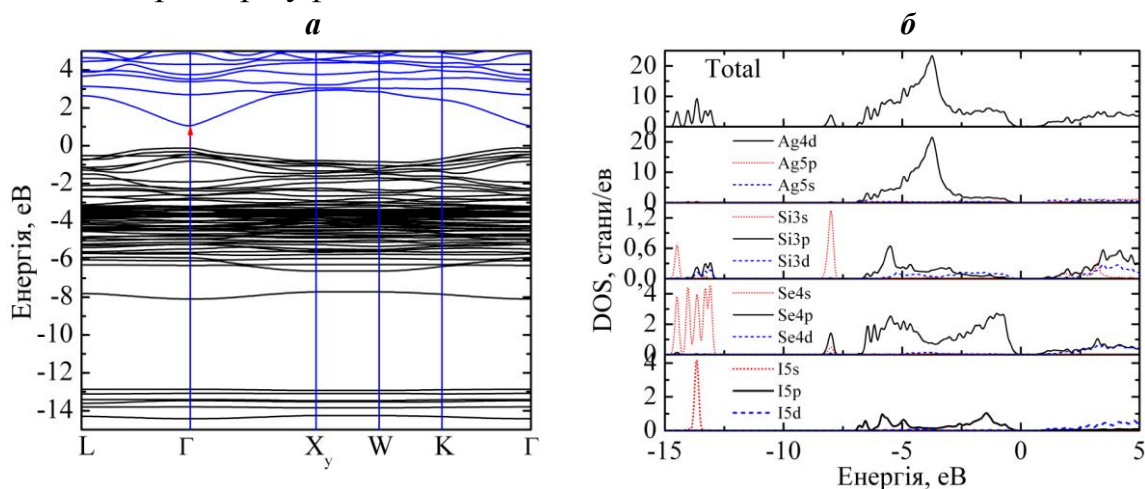 а
б
Енергія, еВ
4
2
0
-2
-4
-6
-8
-10
-12
-14
L
Γ
X
y
W
K
Γ
DOS, стани/ев
Total
20
10
0
Ag4d
Ag5p
Ag5s
20
10
0
Si3s
Si3p
Si3d
1,2
0,6
0,0
Se4s
Se4p
Se4d
4
2
0
I5s
I5p
I5d
4
2
0
-15
-10
-5
0
5
Енергія, еВ